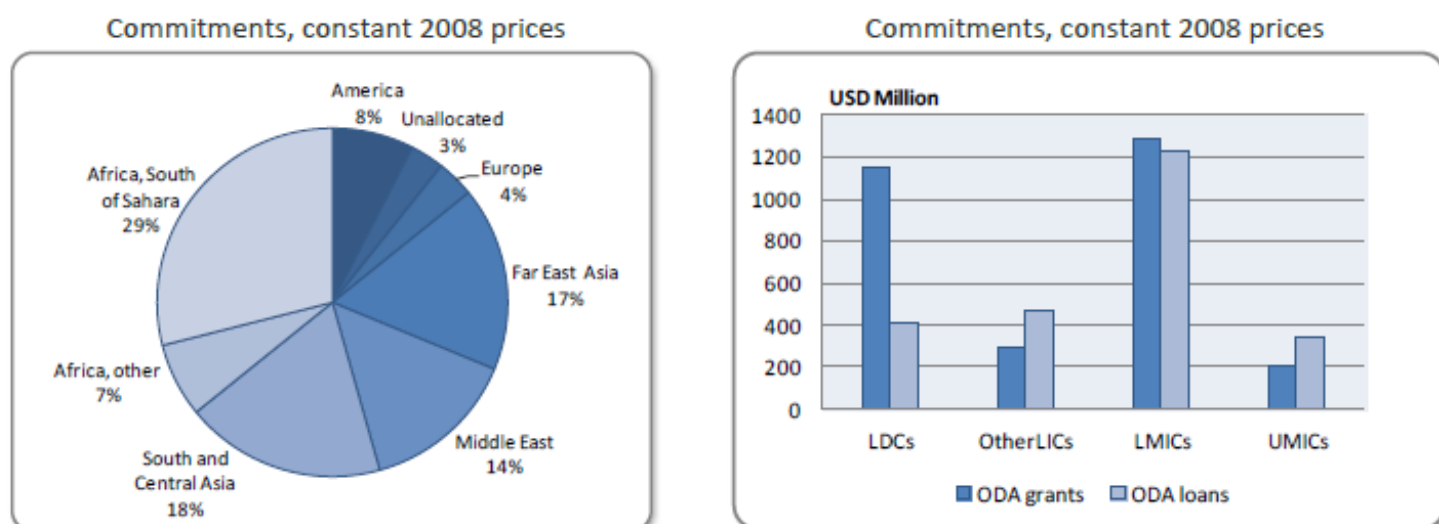 Commitments, constant 2008 prices
America
8%
Unallocated
3%
Europe
4%
Far East Asia
17%
Middle East
14%
South and
Central Asia
18%
Africa, other
7%
Africa, South
of Sahara
29%
Commitments, constant 2008 prices
USD Million
1400
1200
1000
800
600
400
200
0
LDCs
OtherLICs
LMICs
UMICs
ODA grants
ODA loans